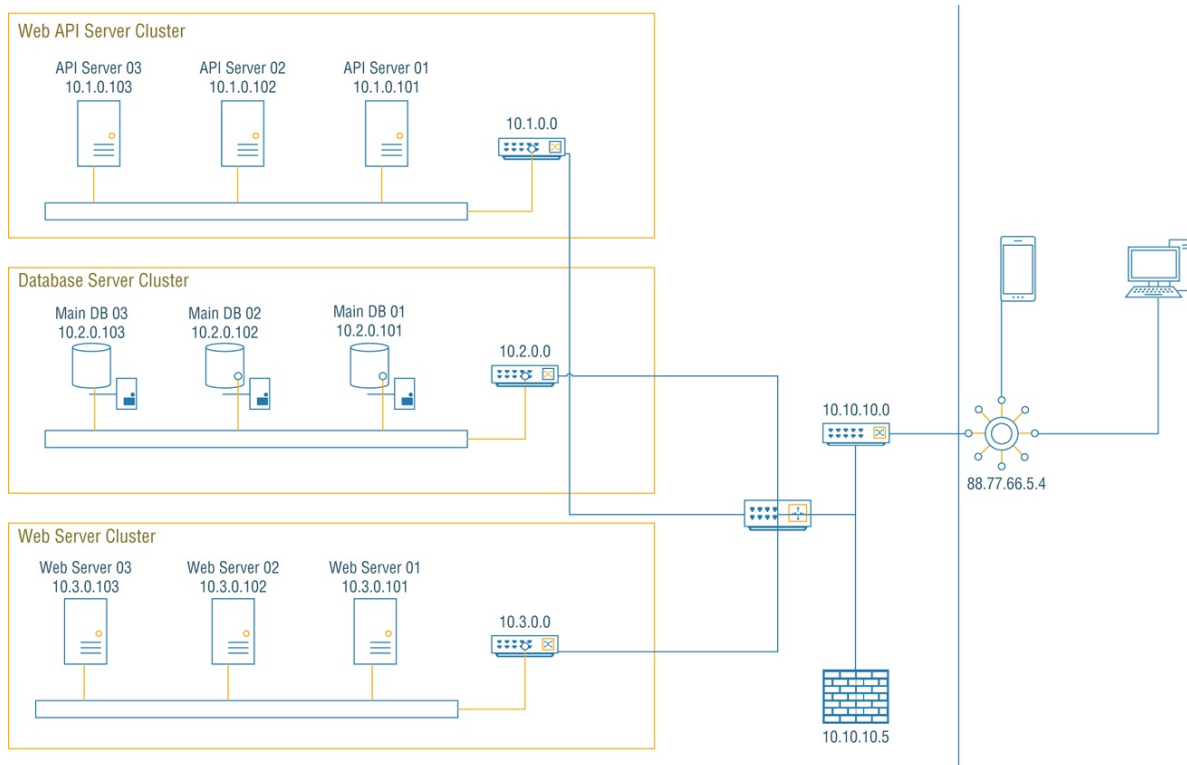 Web API Server Cluster
API Server 03
10.1.0.103
API Server 02
10.1.0.102
API Server 01
10.1.0.101
10.1.0.0
Database Server Cluster
Main DB 03
10.2.0.103
Main DB 02
10.2.0.102
Main DB 01
10.2.0.101
10.2.0.0
Web Server Cluster
Web Server 03
10.3.0.103
Web Server 02
10.3.0.102
Web Server 01
10.3.0.101
10.3.0.0
10.10.10.0
88.77.66.5.4
10.10.10.5